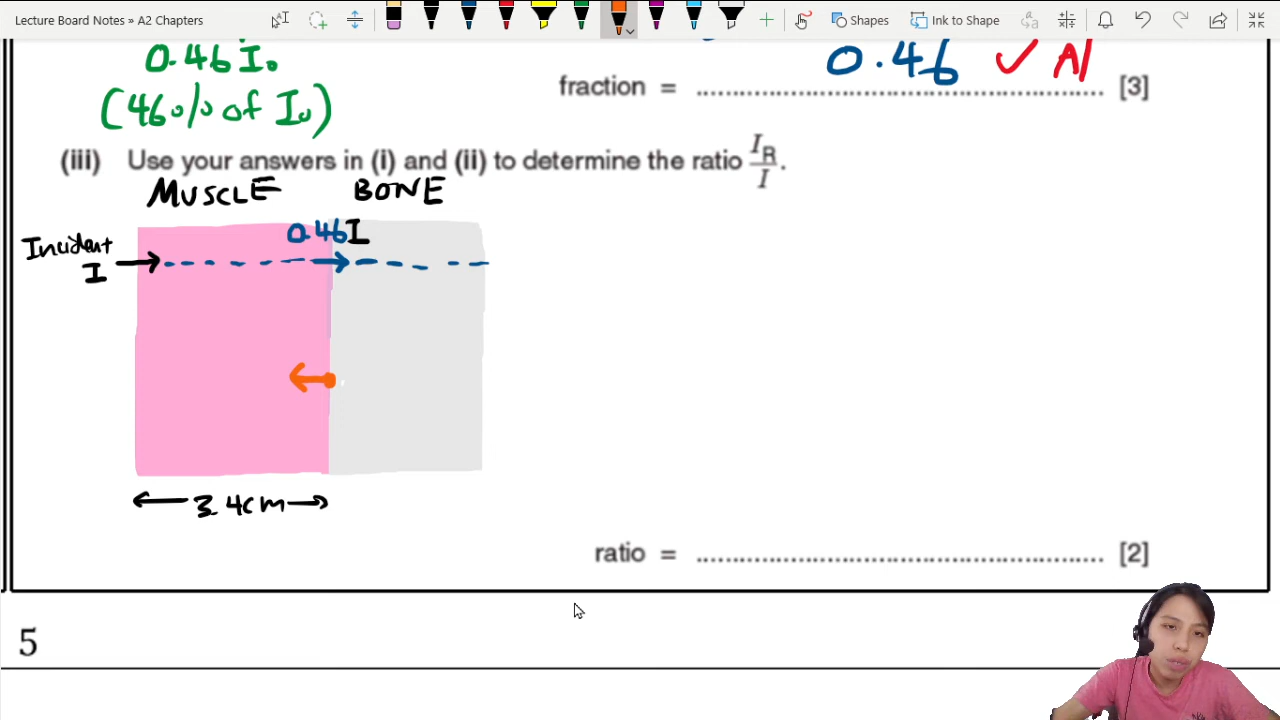 Lecture Board Notes » A2 Chapters
Shapes
Ink to Shape
0.46 I₀
(46% of I₀)
0.46 ✓ A1
fraction = ........................................................ [3]
(iii) Use your answers in (i) and (ii) to determine the ratio I_R/I.
MUSCLE BONE
0.46I
Incident
I
3.4cm
ratio = ........................................................ [2]
5